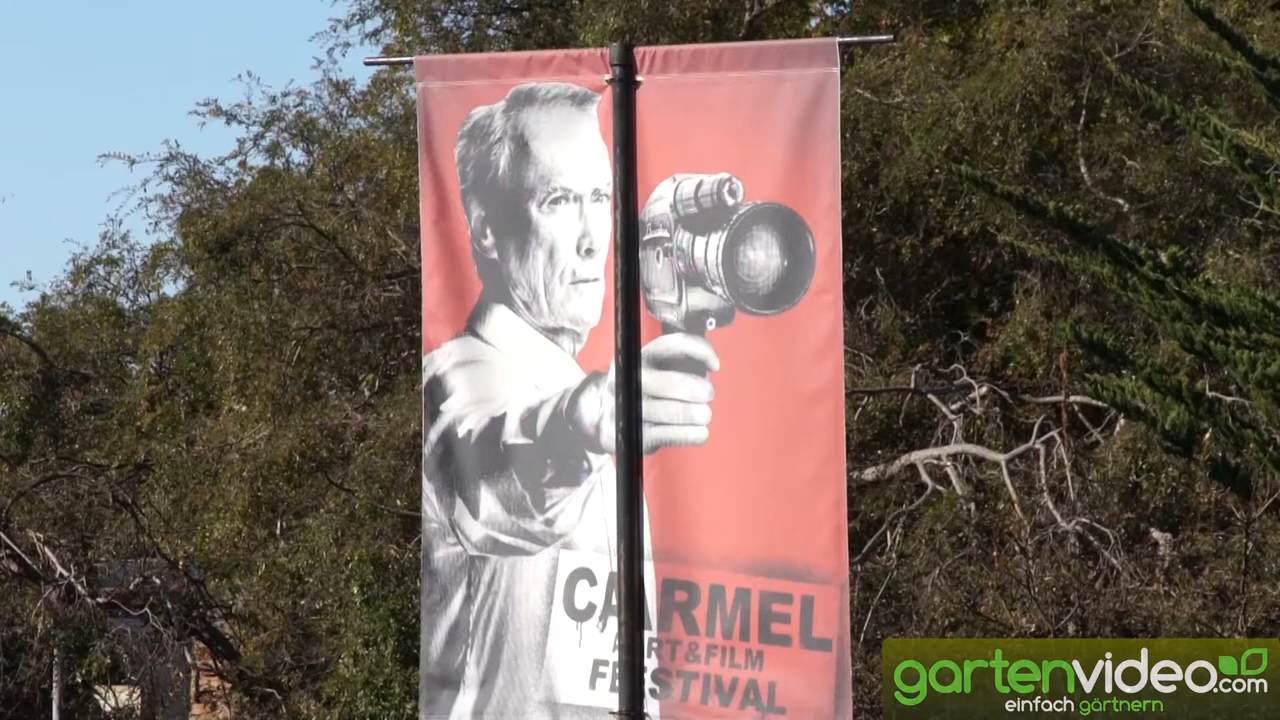 CARMEL
ART & FILM
FESTIVAL
gartenvideo.com
einfach gärtnern